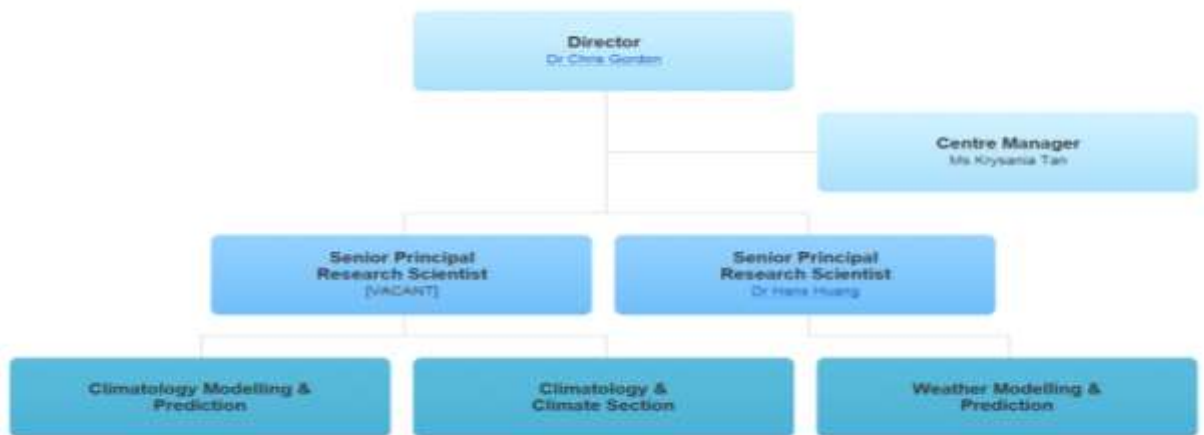 Director
Dr Chris Gordon
Centre Manager
Ms Krysania Tan
Senior Principal
Research Scientist
[VACANT]
Senior Principal
Research Scientist
Dr Hans Huang
Climatology Modelling &
Prediction
Climatology &
Climate Section
Weather Modelling &
Prediction